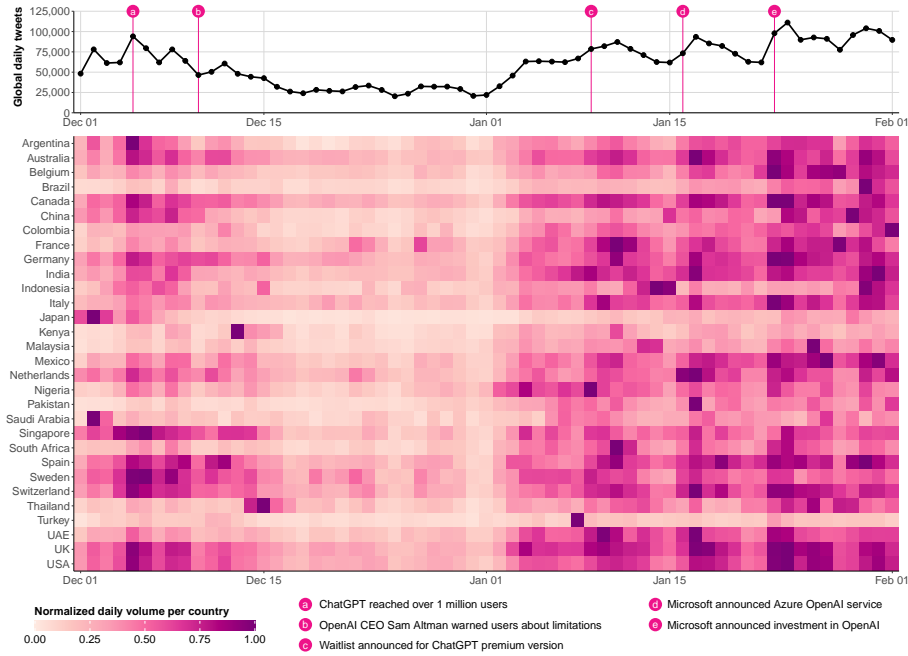 Global daily tweets
125,000
100,000
75,000
50,000
25,000
0
a
b
c
d
e
Dec 01
Dec 15
Jan 01
Jan 15
Feb 01
Argentina
Australia
Belgium
Brazil
Canada
China
Colombia
France
Germany
India
Indonesia
Italy
Japan
Kenya
Malaysia
Mexico
Netherlands
Nigeria
Pakistan
Saudi Arabia
Singapore
South Africa
Spain
Sweden
Switzerland
Thailand
Turkey
UAE
UK
USA
Dec 01
Dec 15
Jan 01
Jan 15
Feb 01
Normalized daily volume per country
0.00
0.25
0.50
0.75
1.00
a ChatGPT reached over 1 million users
b OpenAI CEO Sam Altman warned users about limitations
c Waitlist announced for ChatGPT premium version
d Microsoft announced Azure OpenAI service
e Microsoft announced investment in OpenAI